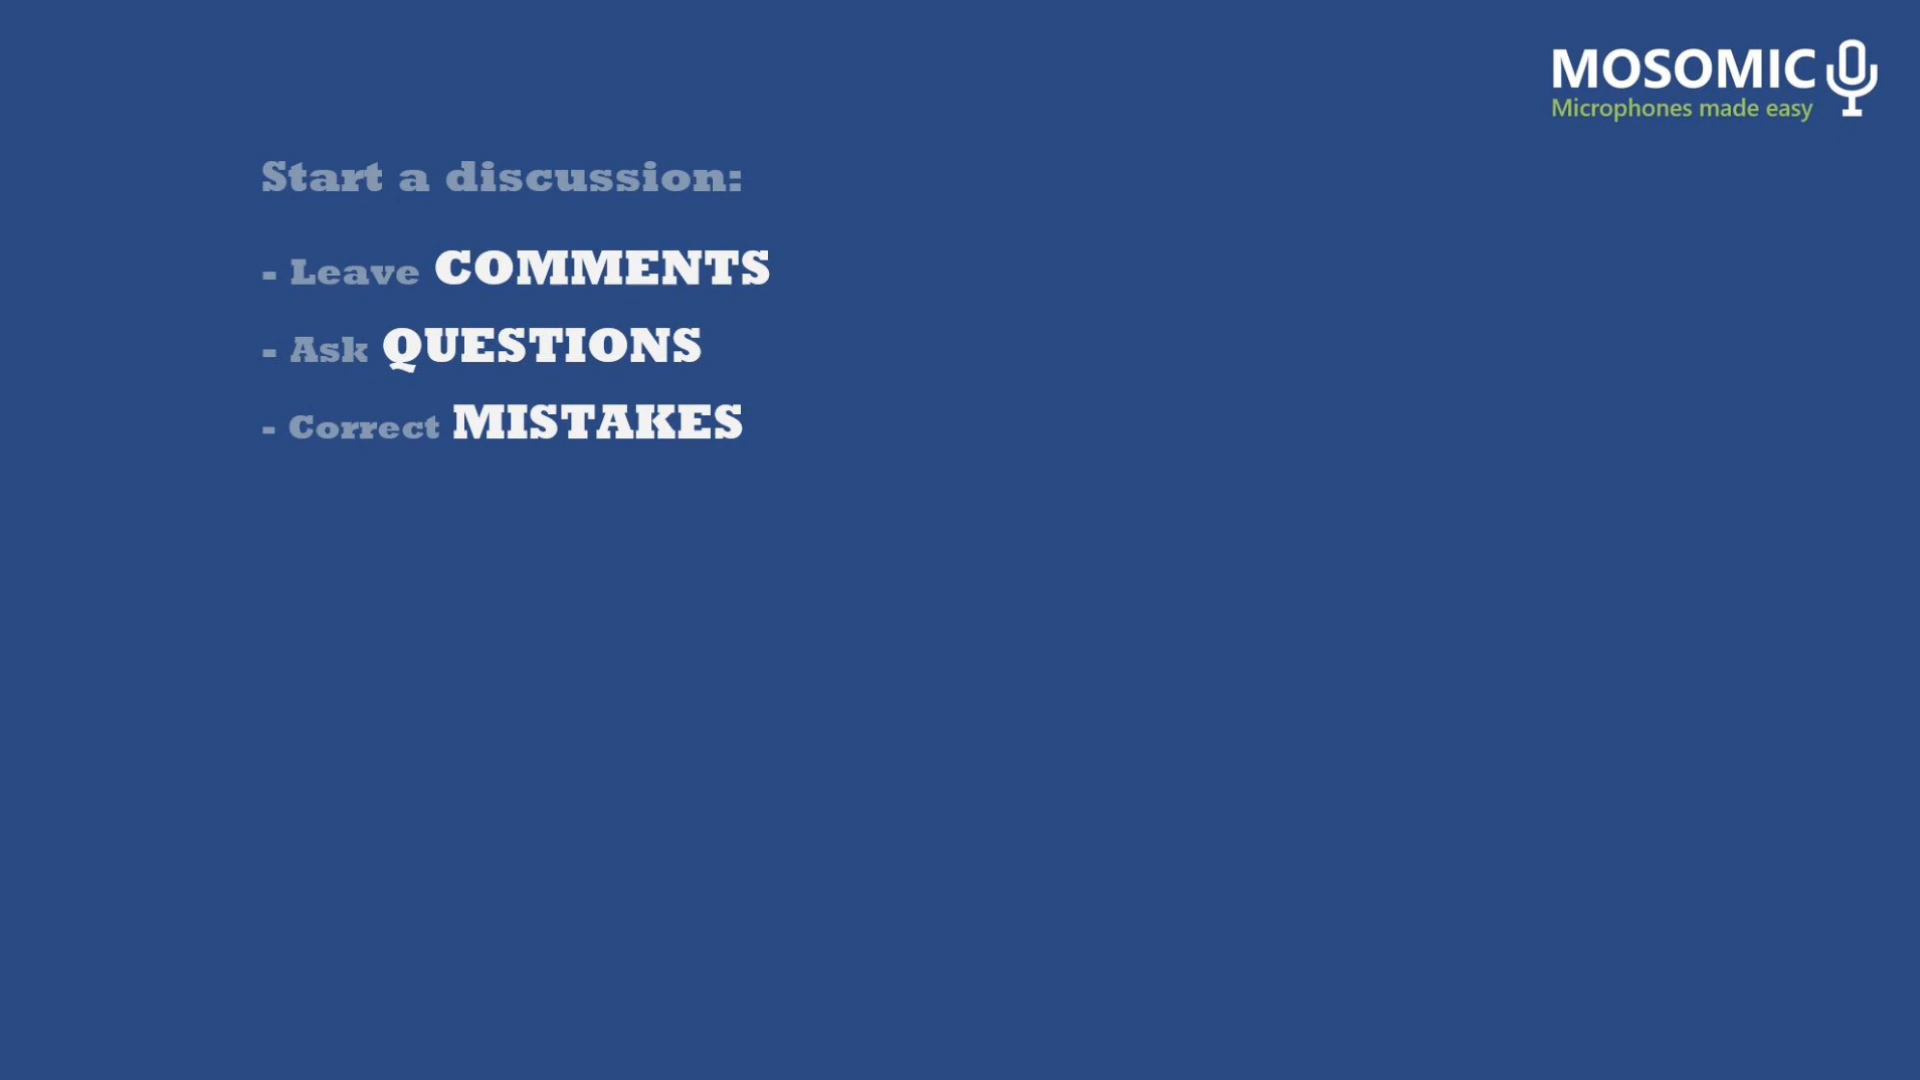 MOSOMIC
Microphones made easy
Start a discussion:
- Leave COMMENTS
- Ask QUESTIONS
- Correct MISTAKES